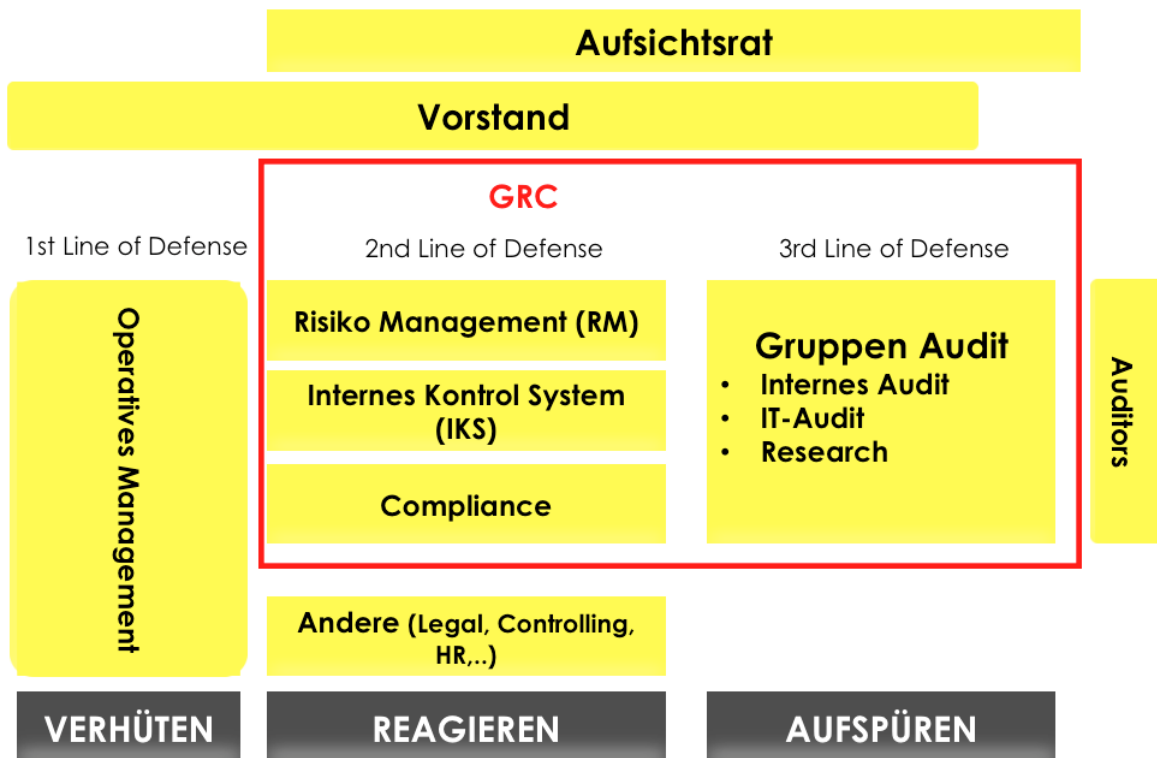 Aufsichtsrat
Vorstand
GRC
1st Line of Defense
2nd Line of Defense
3rd Line of Defense
Operatives Management
Risiko Management (RM)
Internes Kontrol System
(IKS)
Compliance
Andere (Legal, Controlling,
HR,..)
Gruppen Audit
• Internes Audit
• IT-Audit
• Research
Auditors
VERHÜTEN
REAGIEREN
AUFSPÜREN